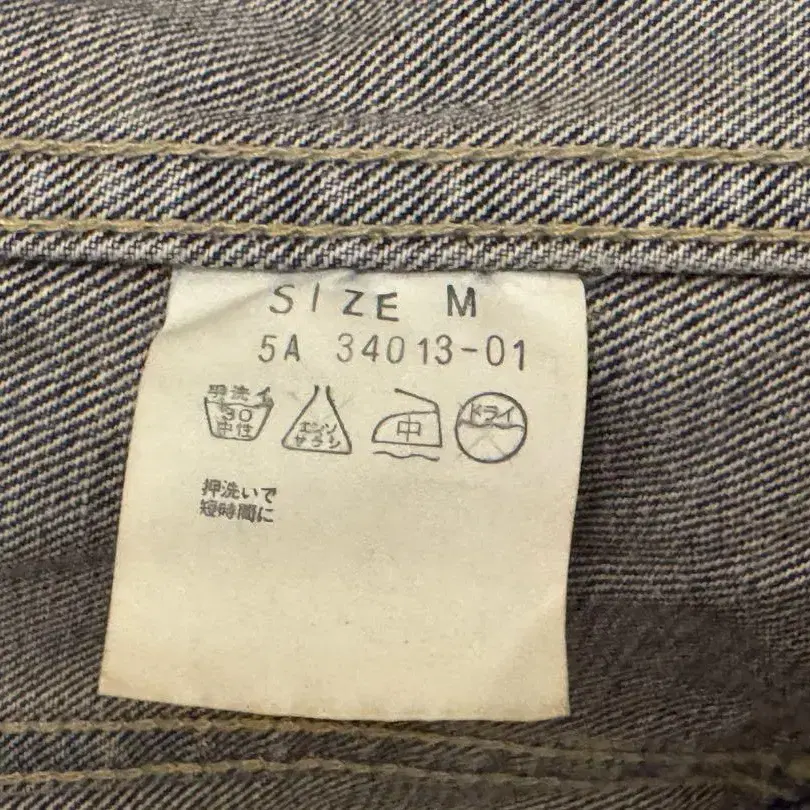 SIZE M
5A 34013-01
手洗イ
30
中性
エンソ
サラシ
中
ドライ
押洗いで
短時間に